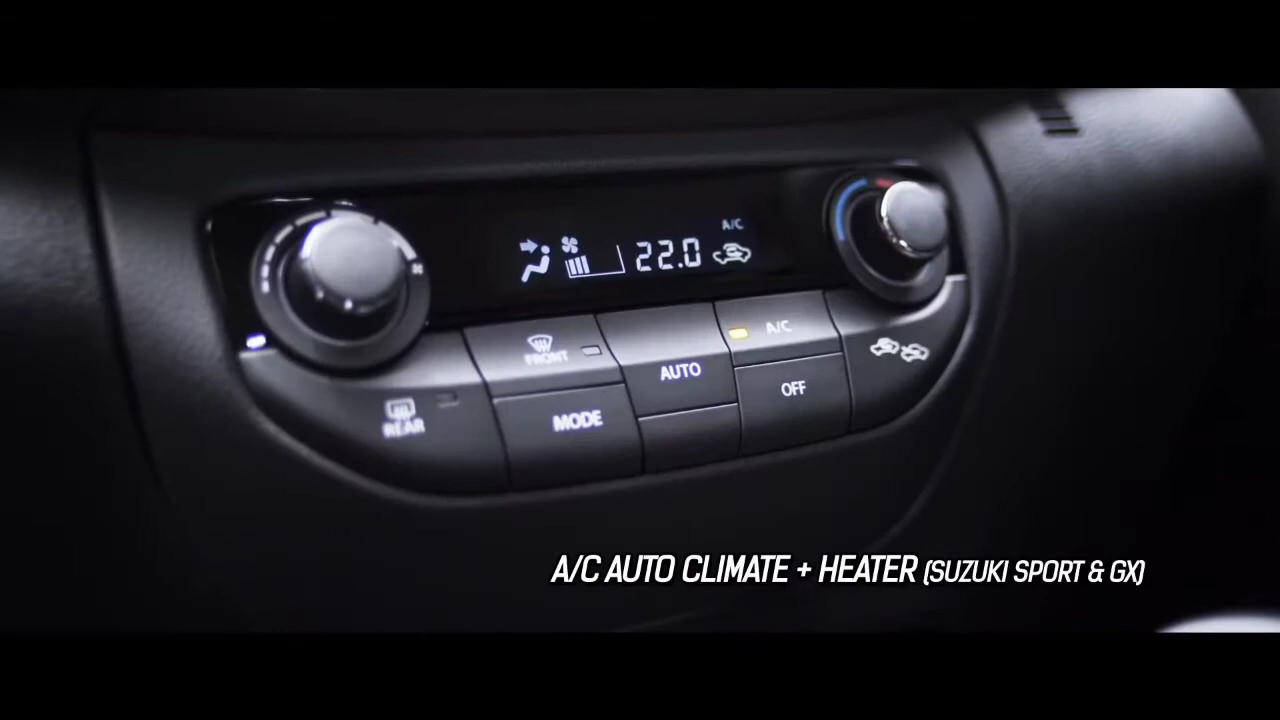 A/C
22.0
FRONT
A/C
AUTO
OFF
REAR
MODE
A/C AUTO CLIMATE + HEATER (SUZUKI SPORT & GX)